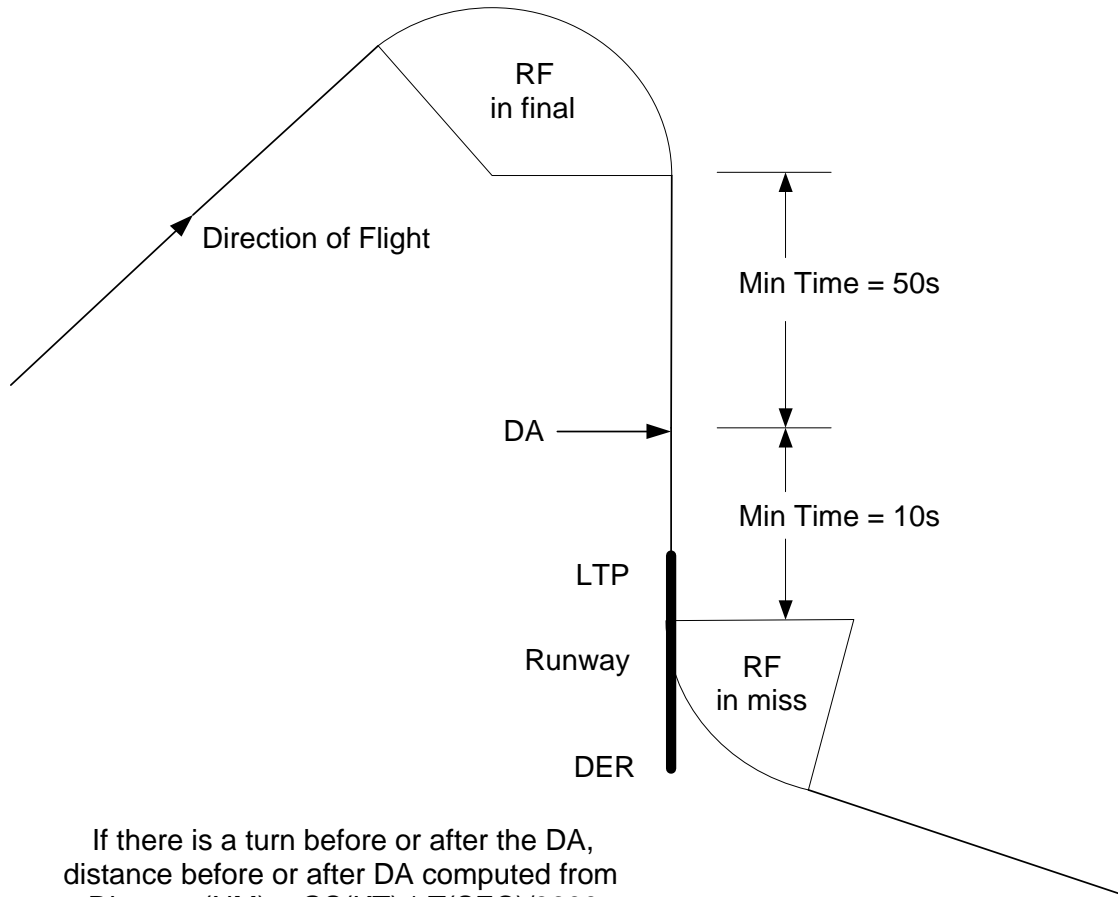 RF
in final
Direction of Flight
Min Time = 50s
DA
Min Time = 10s
LTP
Runway
RF
in miss
DER
If there is a turn before or after the DA,
distance before or after DA computed from